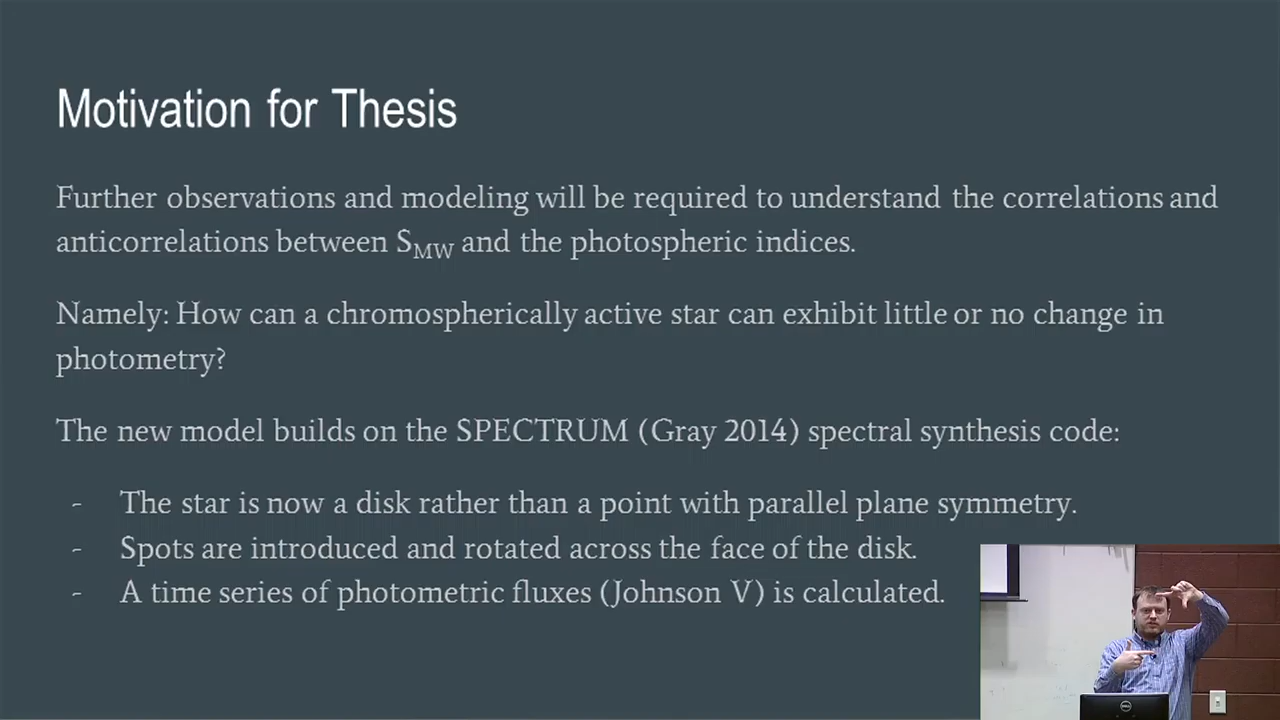 Motivation for Thesis
Further observations and modeling will be required to understand the correlations and
anticorrelations between S_MW and the photospheric indices.
Namely: How can a chromospherically active star can exhibit little or no change in
photometry?
The new model builds on the SPECTRUM (Gray 2014) spectral synthesis code:
- The star is now a disk rather than a point with parallel plane symmetry.
- Spots are introduced and rotated across the face of the disk.
- A time series of photometric fluxes (Johnson V) is calculated.
DELL